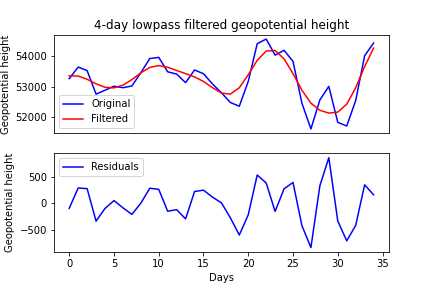 4-day lowpass filtered geopotential height
Geopotential height
54000
53000
52000
Original
Filtered
Geopotential height
500
0
−500
Residuals
0 5 10 15 20 25 30 35
Days